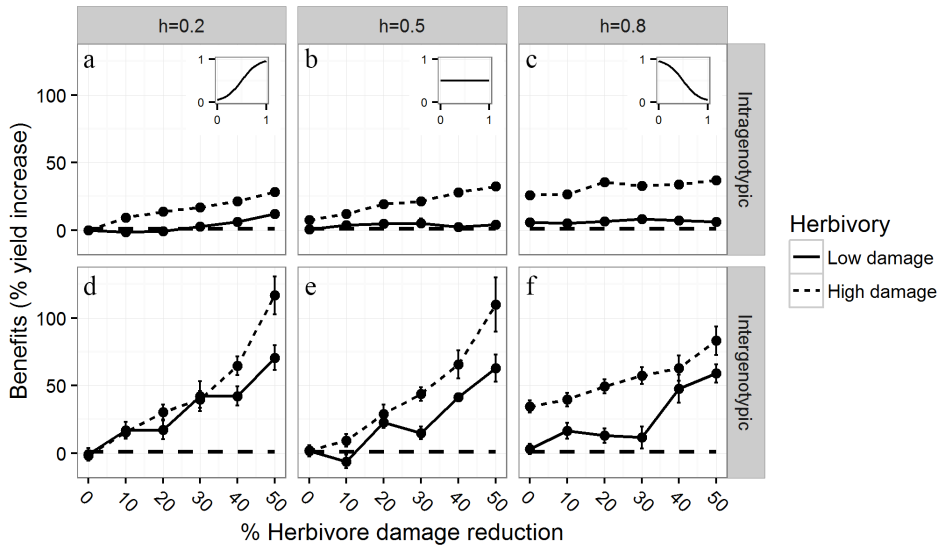 h=0.2
h=0.5
h=0.8
a
1
0
0
1
b
1
0
0
1
c
1
0
0
1
100
50
0
Intragenotypic
d
e
f
100
50
0
Intergenotypic
Benefits (% yield increase)
0
10
20
30
40
50
0
10
20
30
40
50
0
10
20
30
40
50
% Herbivore damage reduction
Herbivory
Low damage
High damage